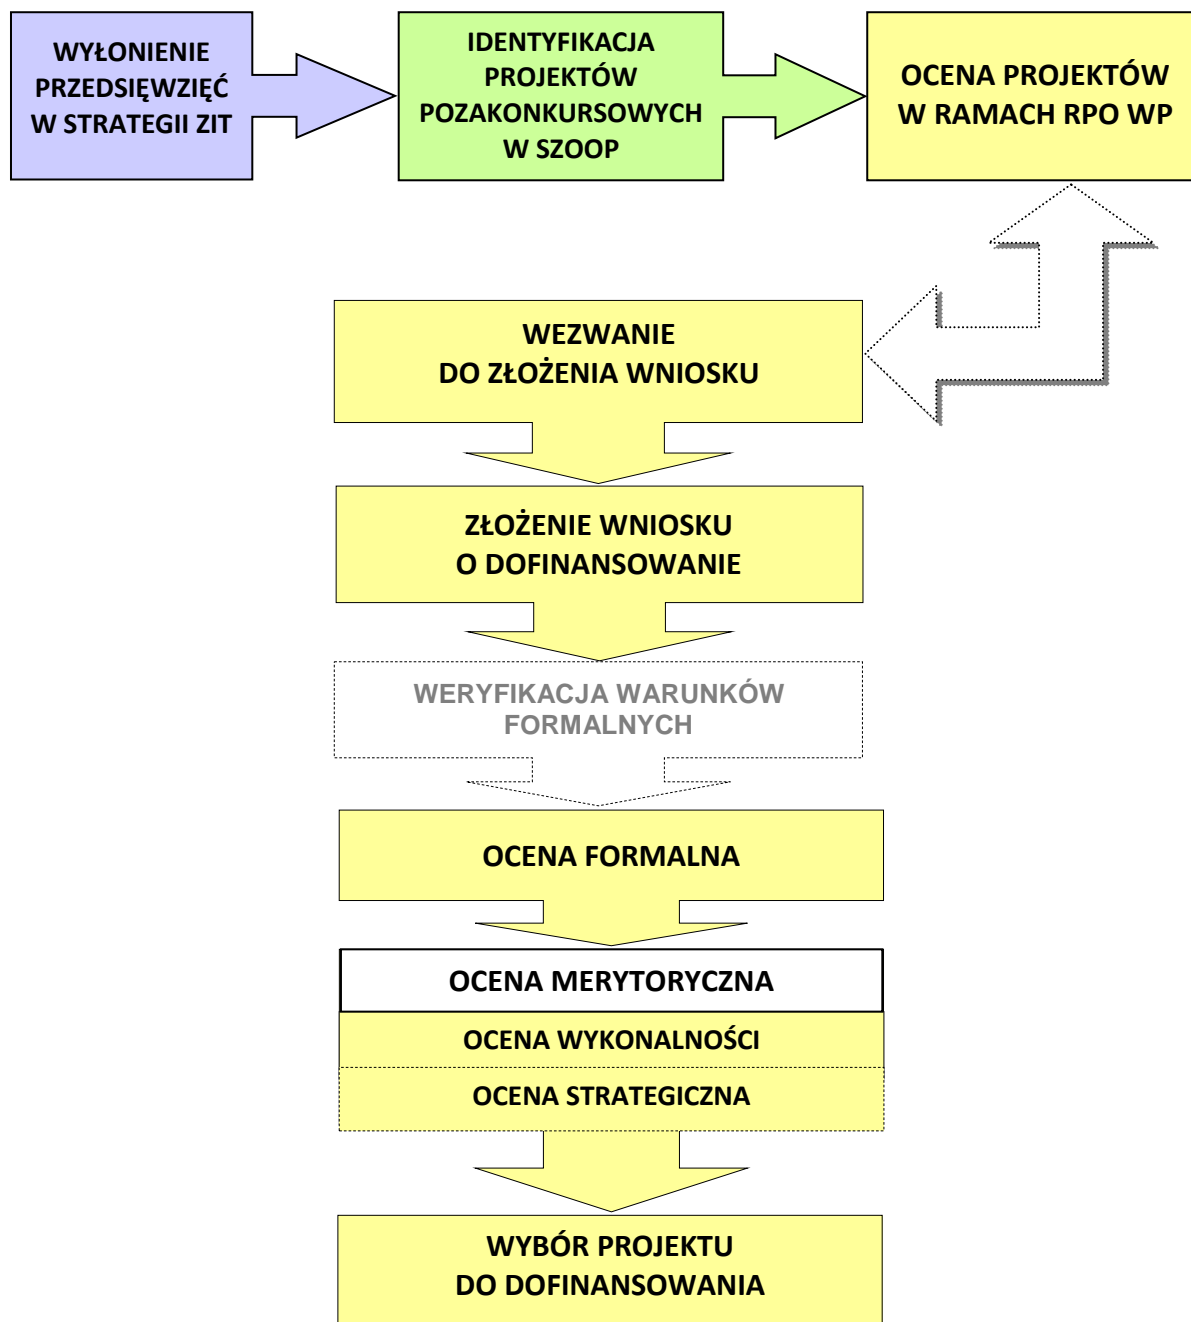 WYŁONIENIE
PRZEDSIĘWZIĘĆ
W STRATEGII ZIT
IDENTYFIKACJA
PROJEKTÓW
POZAKONKURSOWYCH
W SZOOP
OCENA PROJEKTÓW
W RAMACH RPO WP
WEZWANIE
DO ZŁOŻENIA WNIOSKU
ZŁOŻENIE WNIOSKU
O DOFINANSOWANIE
WERYFIKACJA WARUNKÓW
FORMALNYCH
OCENA FORMALNA
OCENA MERYTORYCZNA
OCENA WYKONALNOŚCI
OCENA STRATEGICZNA
WYBÓR PROJEKTU
DO DOFINANSOWANIA